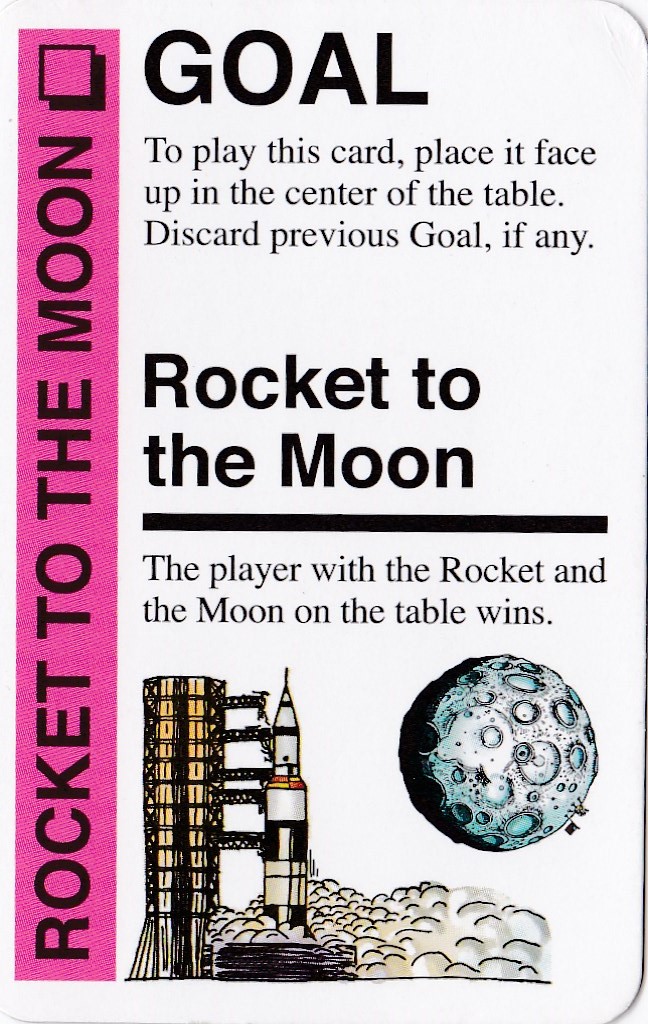 ROCKET TO THE MOON
GOAL
To play this card, place it face
up in the center of the table.
Discard previous Goal, if any.
Rocket to
the Moon
The player with the Rocket and
the Moon on the table wins.